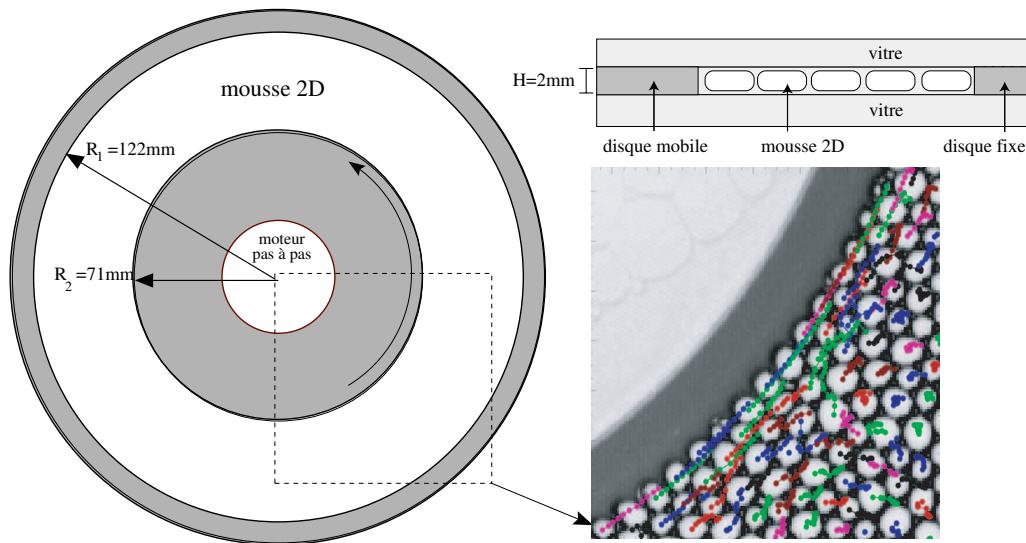 mousse 2D
R1 =122mm
moteur
pas à pas
R2 =71mm
vitre
H=2mm
vitre
disque mobile
mousse 2D
disque fixe